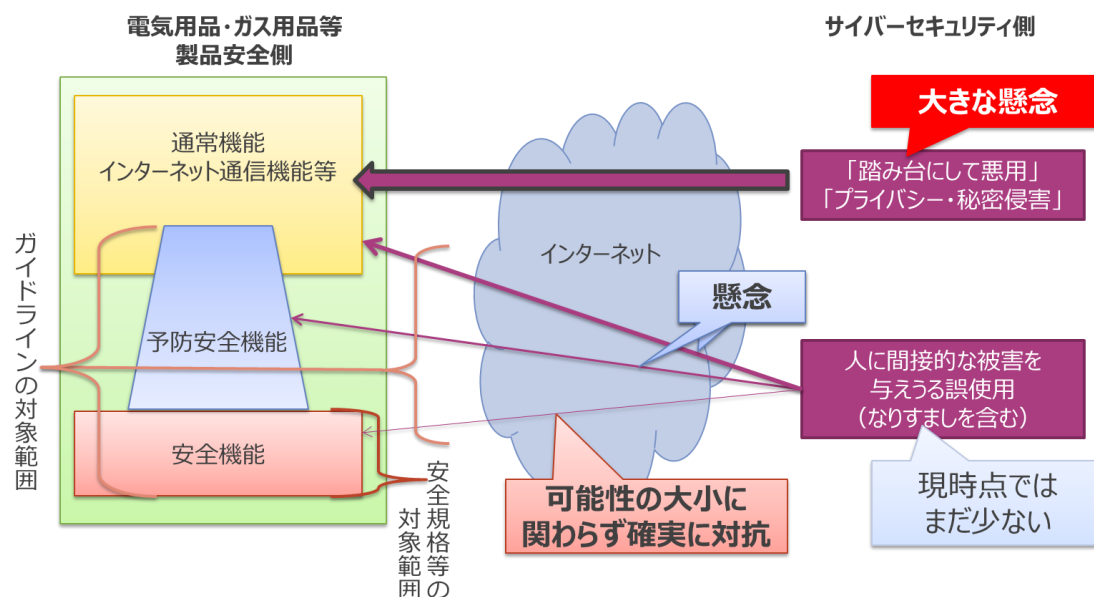 電気用品・ガス用品等
製品安全側
サイバーセキュリティ側
大きな懸念
通常機能
インターネット通信機能等
「踏み台にして悪用」
「プライバシー・秘密侵害」
インターネット
懸念
ガイドラインの対象範囲
予防安全機能
人に間接的な被害を
与えうる誤使用
（なりすましを含む）
安全機能
安全規格等の
対象範囲
可能性の大小に
関わらず確実に対抗
現時点では
まだ少ない